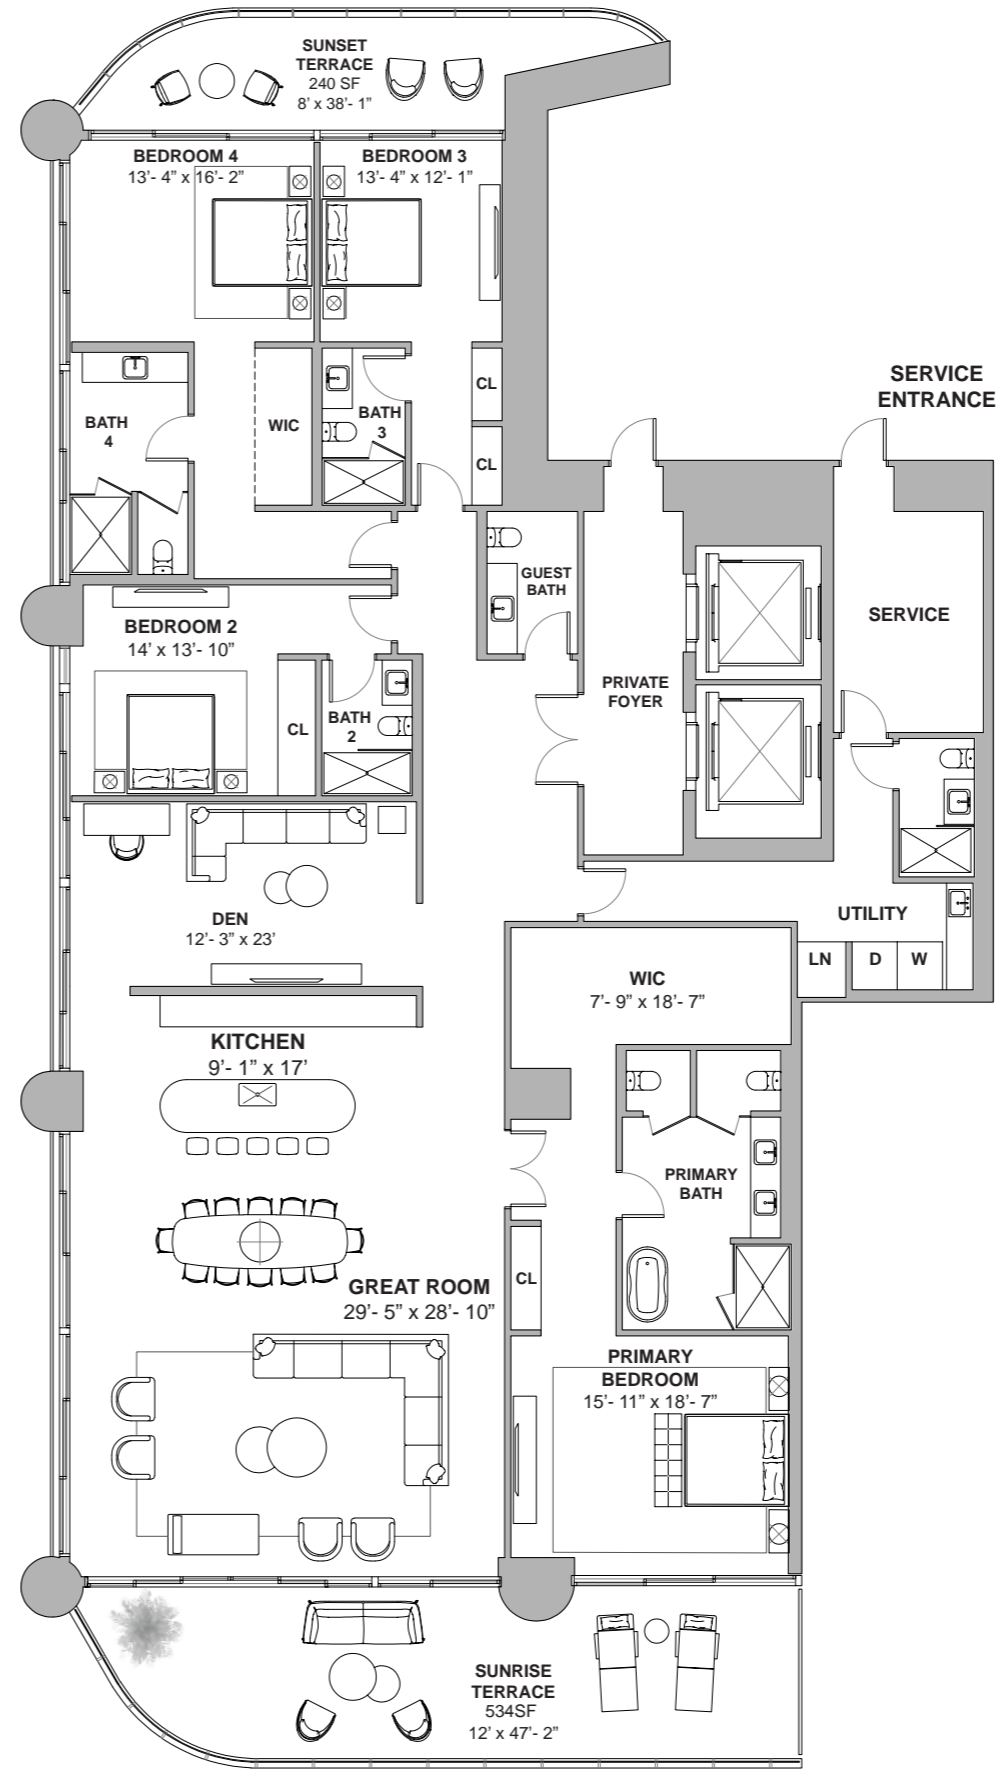 SUNSET
TERRACE
240 SF
8’ x 38’- 1”
BEDROOM 4
13’- 4” x 16’- 2”
BEDROOM 3
13’- 4” x 12’- 1”
SERVICE
ENTRANCE
CL
BATH
4
WIC
BATH
3
CL
GUEST
BATH
SERVICE
BEDROOM 2
14’ x 13’- 10”
PRIVATE
FOYER
CL
BATH
2
DEN
12’- 3” x 23’
UTILITY
LN
D
W
WIC
7’- 9” x 18’- 7”
KITCHEN
9’- 1” x 17’
PRIMARY
BATH
CL
GREAT ROOM
29’- 5” x 28’- 10”
PRIMARY
BEDROOM
15’- 11” x 18’- 7”
SUNRISE
TERRACE
534SF
12’ x 47’- 2”